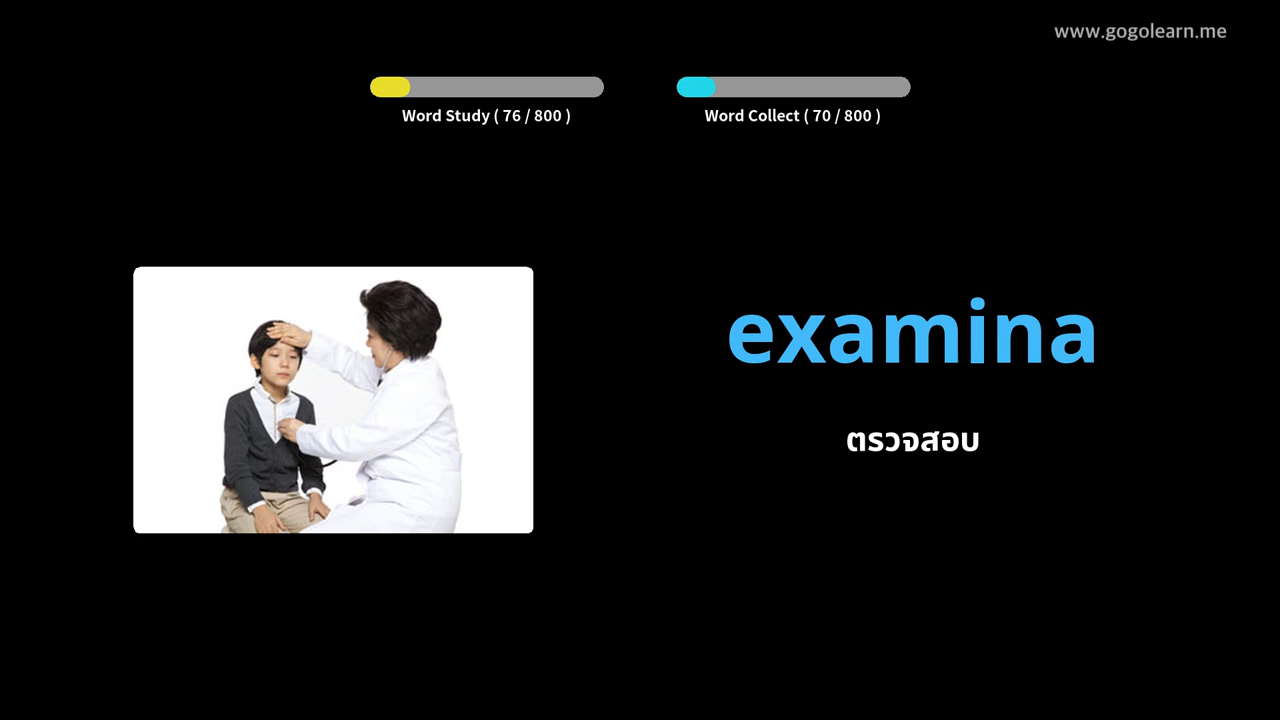 www.gogolearn.me
Word Study ( 76 / 800 )
Word Collect ( 70 / 800 )
examina
ตรวจสอบ